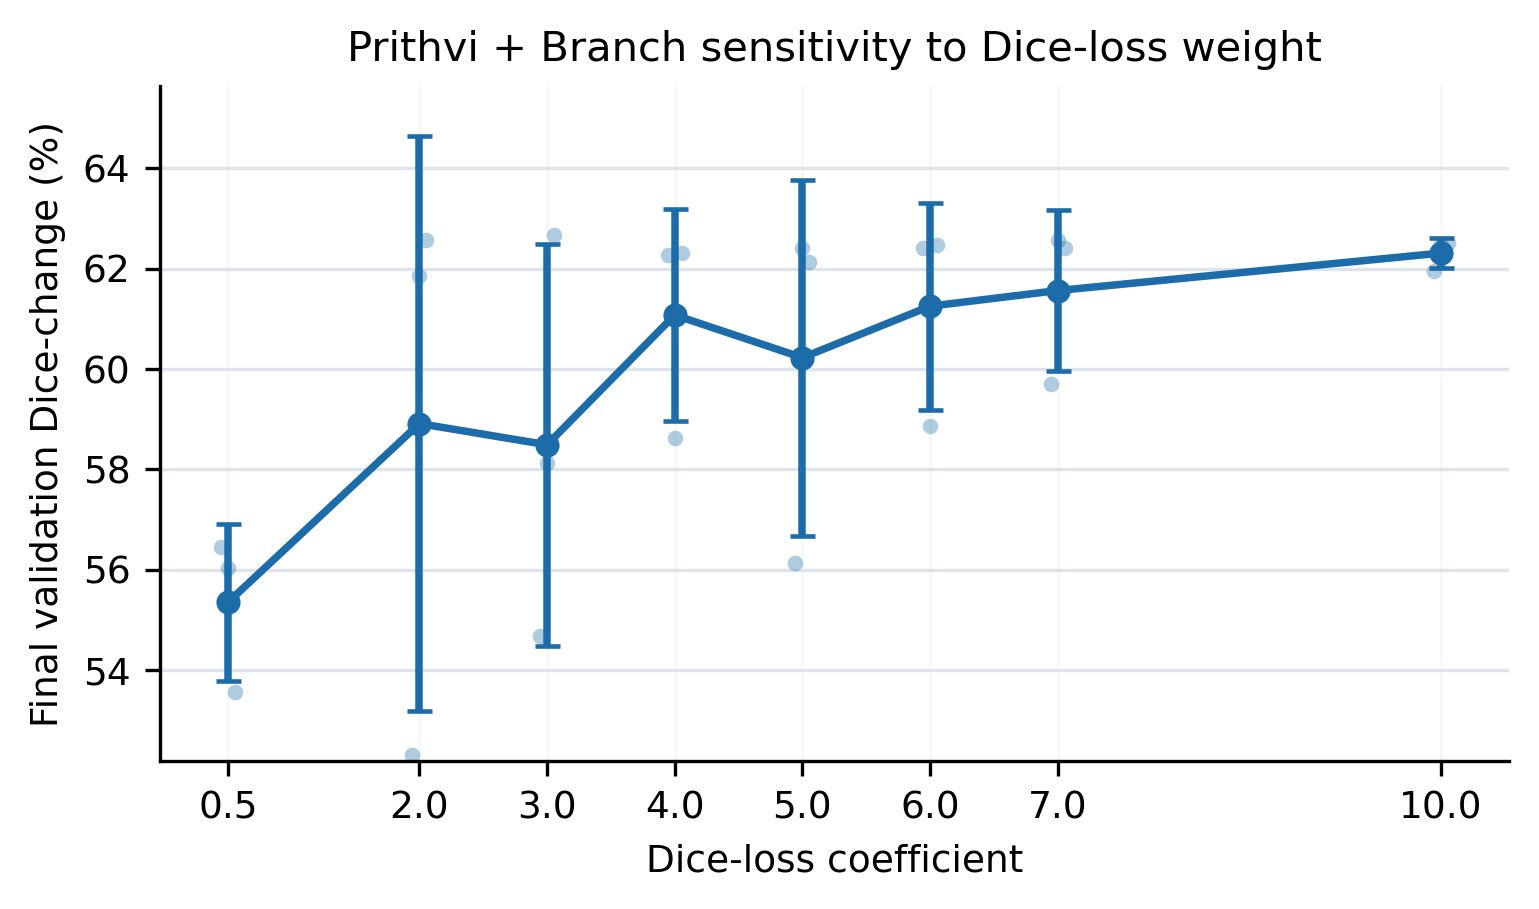 Prithvi + Branch sensitivity to Dice-loss weight
Final validation Dice-change (%)
64
62
60
58
56
54
0.5 2.0 3.0 4.0 5.0 6.0 7.0 10.0
Dice-loss coefficient